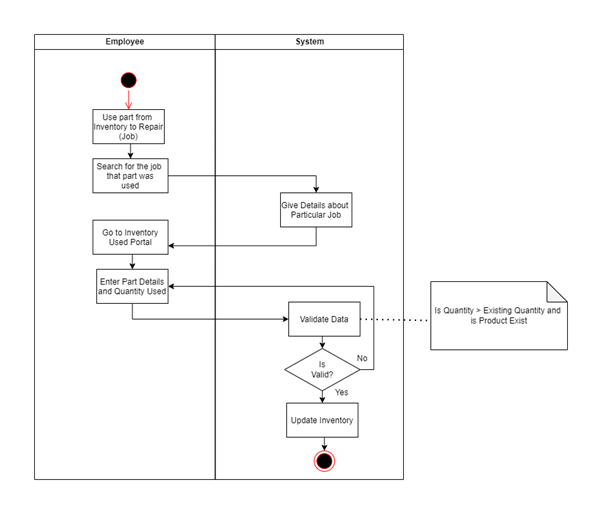 Employee
System
Use part from
Inventory to Repair
(Job)
Search for the job
that part was
used
Give Details about
Particular Job
Go to Inventory
Used Portal
Enter Part Details
and Quantity Used
Validate Data
Is Quantity > Existing Quantity and
is Product Exist
Is
Valid?
No
Yes
Update Inventory